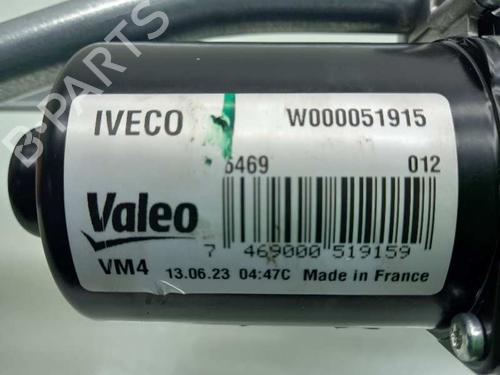 IVECO W000051915
6469 012
Valeo
7 469000 519159
VM4 13.06.23 04:47C Made in France
B-PARTS